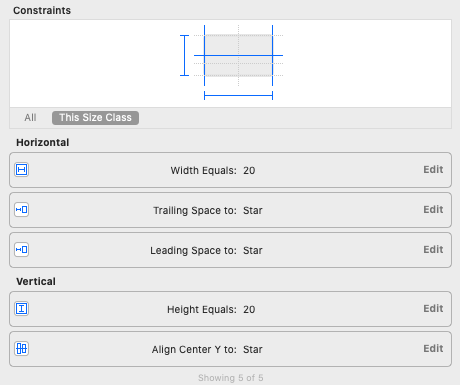 Constraints
All This Size Class
Horizontal
Width Equals: 20 Edit
Trailing Space to: Star Edit
Leading Space to: Star Edit
Vertical
Height Equals: 20 Edit
Align Center Y to: Star Edit
Showing 5 of 5